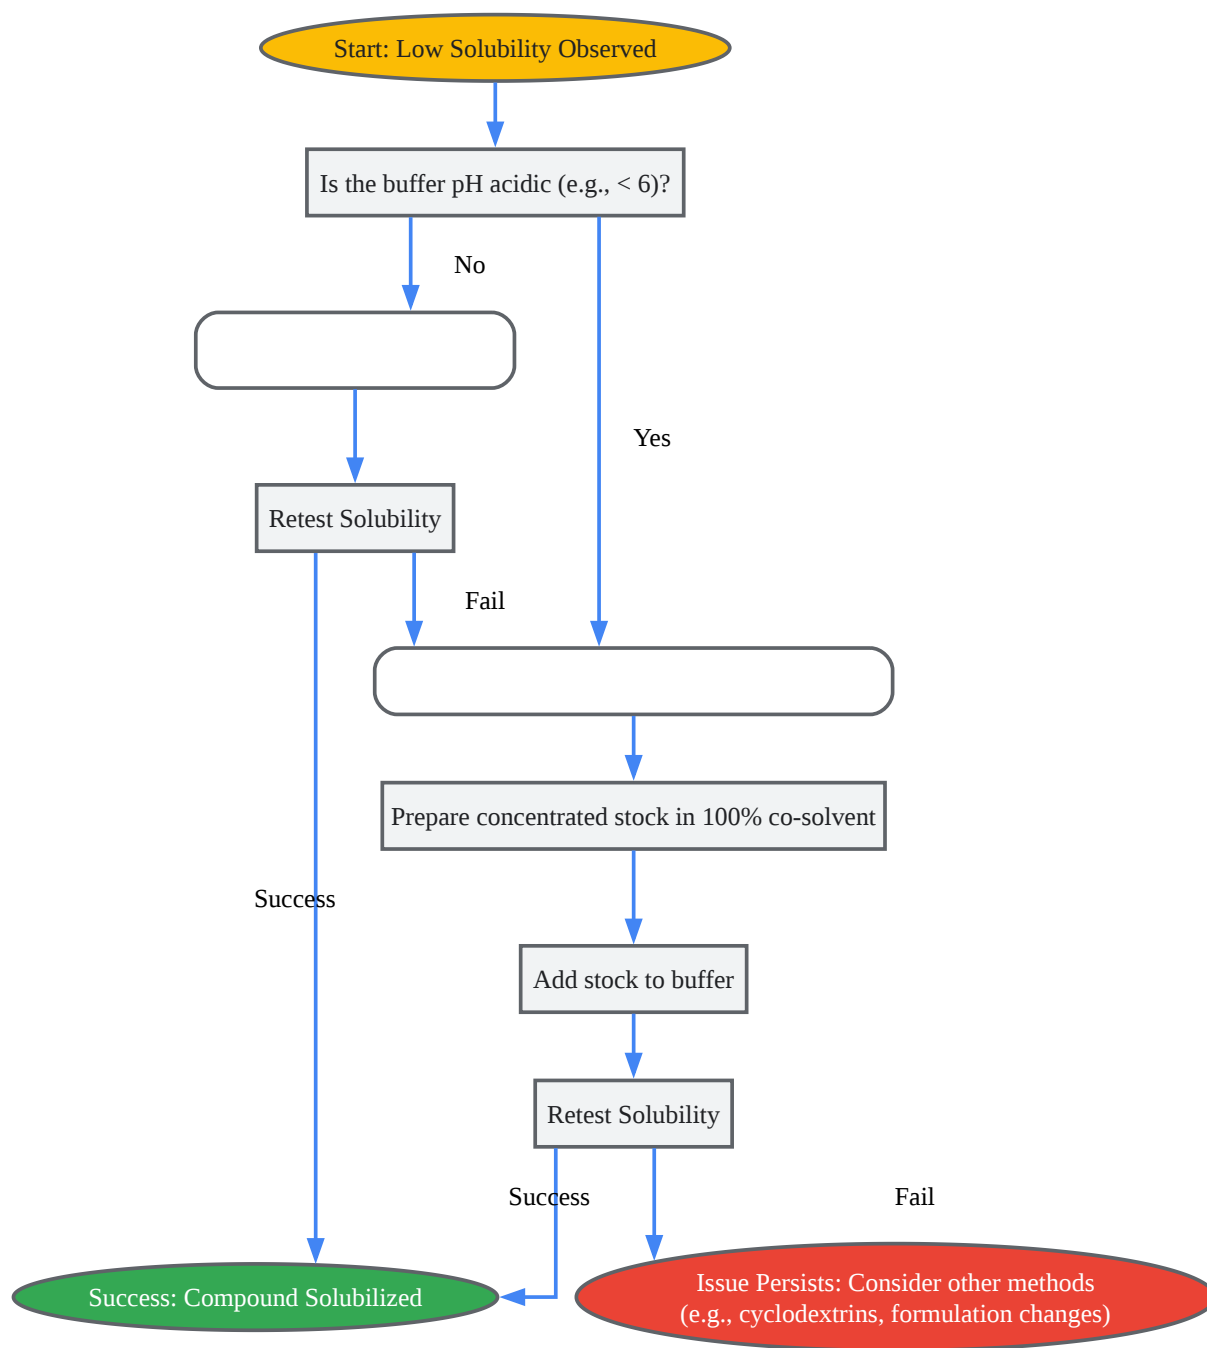 Start: Low Solubility Observed
Is the buffer pH acidic (e.g., < 6)?
No
Yes
Retest Solubility
Fail
Prepare concentrated stock in 100% co-solvent
Success
Add stock to buffer
Retest Solubility
Success
Fail
Success: Compound Solubilized
Issue Persists: Consider other methods
(e.g., cyclodextrins, formulation changes)